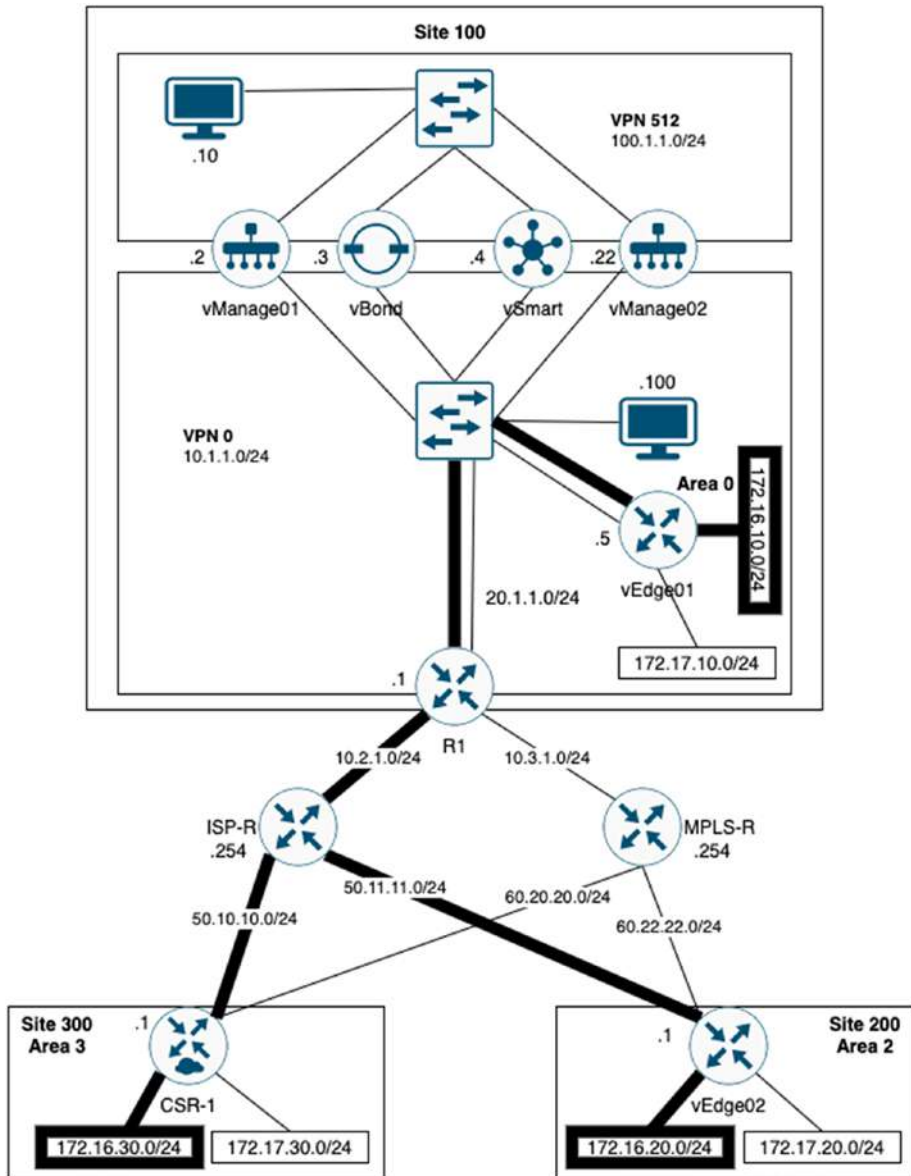 Site 100
VPN 512
100.1.1.0/24
.10
.2
.3
.4
.22
vManage01
vBond
vSmart
vManage02
.100
VPN 0
10.1.1.0/24
Area 0
172.16.10.0/24
.5
vEdge01
20.1.1.0/24
172.17.10.0/24
.1
R1
10.2.1.0/24
10.3.1.0/24
ISP-R
.254
MPLS-R
.254
50.11.11.0/24
60.20.20.0/24
50.10.10.0/24
60.22.22.0/24
Site 300
Area 3
.1
CSR-1
172.16.30.0/24
172.17.30.0/24
.1
Site 200
Area 2
vEdge02
172.16.20.0/24
172.17.20.0/24